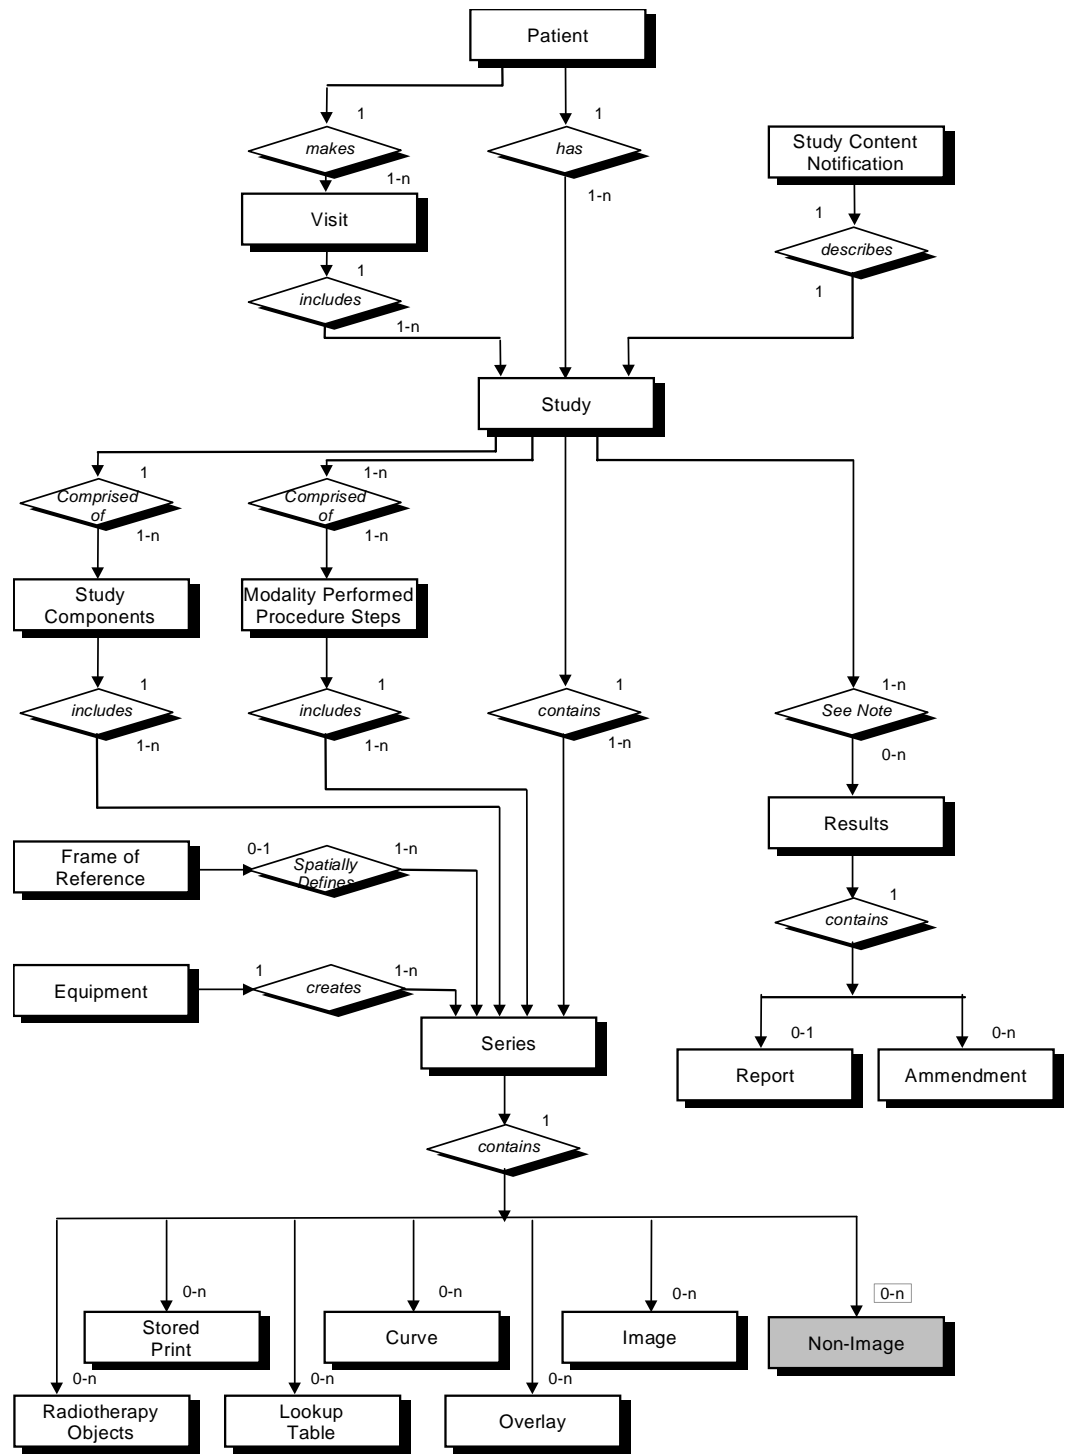 Patient
1
1
makes
has
Study Content
Notification
1-n
1-n
Visit
1
describes
1
includes
1
1-n
Study
1
1-n
Comprised
of
Comprised
of
1-n
1-n
Study
Components
Modality Performed
Procedure Steps
1
1
1
1-n
includes
includes
contains
See Note
1-n
1-n
1-n
0-n
Results
Frame of
Reference
0-1
Spatially
Defines
1-n
1
contains
Equipment
1
creates
1-n
Series
0-1
0-n
Report
Ammendment
1
contains
0-n
0-n
0-n
0-n
Stored
Print
Curve
Image
Non-Image
0-n
0-n
0-n
Radiotherapy
Objects
Lookup
Table
Overlay